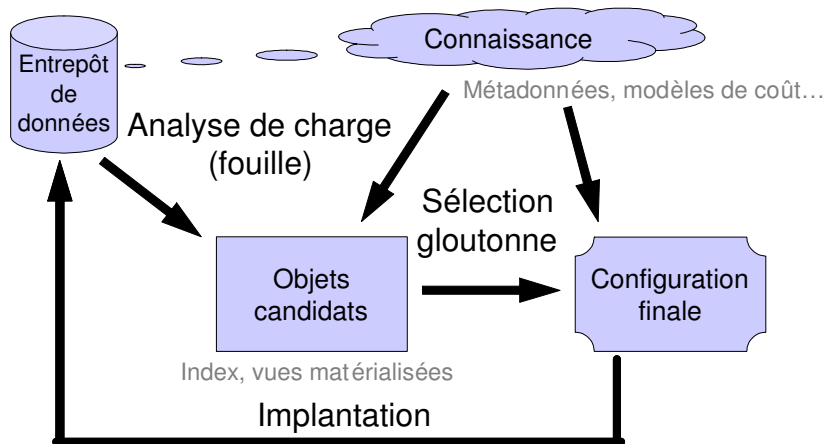 Entrepôt
de
données
Connaissance
Métadonnées, modèles de coût…
Analyse de charge
(fouille)
Sélection
gloutonne
Objets
candidats
Configuration
finale
Index, vues matérialisées
Implantation